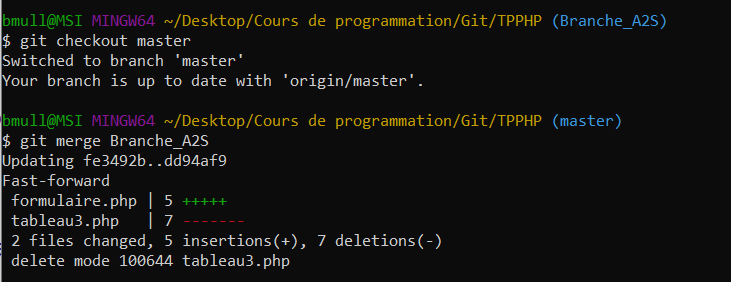 bmull@MSI MINGW64 ~/Desktop/Cours de programmation/Git/TPPHP (Branche_A2S)
$ git checkout master
Switched to branch 'master'
Your branch is up to date with 'origin/master'.
bmull@MSI MINGW64 ~/Desktop/Cours de programmation/Git/TPPHP (master)
$ git merge Branche_A2S
Updating fe3492b..dd94af9
Fast-forward
 formulaire.php | 5 +++++
 tableau3.php   | 7 -------
 2 files changed, 5 insertions(+), 7 deletions(-)
 delete mode 100644 tableau3.php